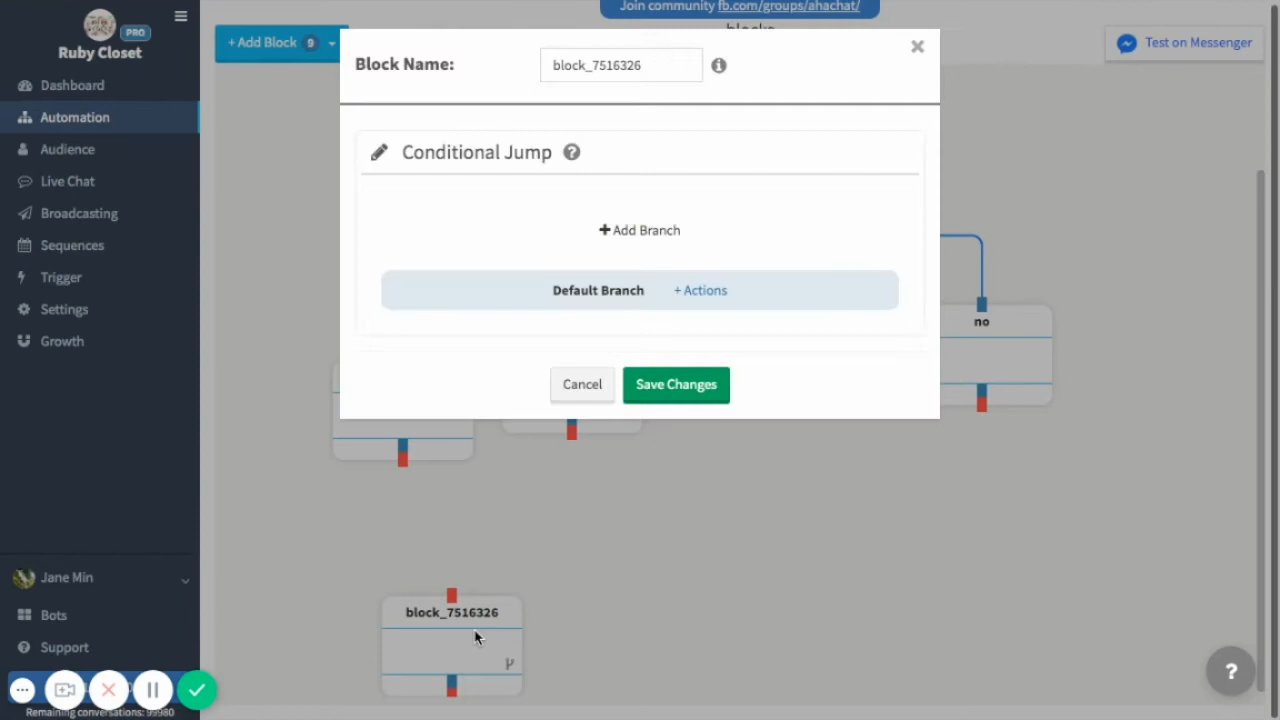 Join community fb.com/groups/ahachat/
PRO
Ruby Closet
Dashboard
Automation
Audience
Live Chat
Broadcasting
Sequences
Trigger
Settings
Growth
Jane Min
Bots
Support
Remaining conversations: 99980
+ Add Block 9
Test on Messenger
Block Name:
block_7516326
Conditional Jump
Add Branch
Default Branch + Actions
Cancel
Save Changes
no
block_7516326
?